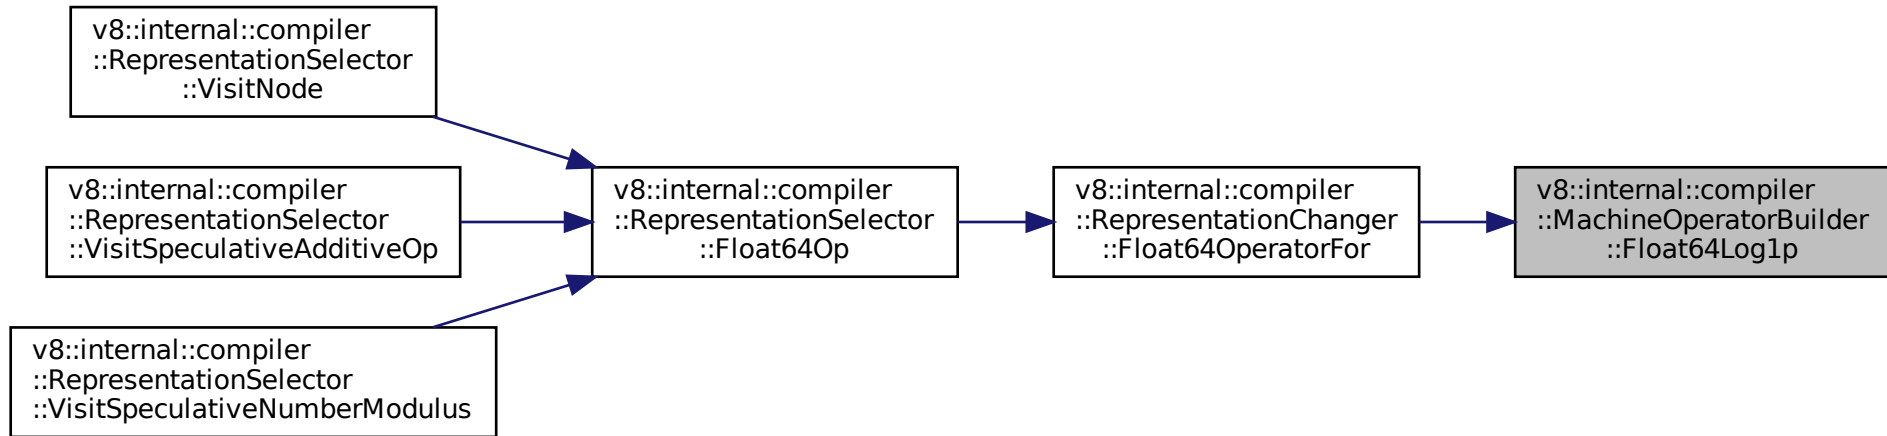 v8::internal::compiler
::RepresentationSelector
::VisitNode
v8::internal::compiler
::RepresentationSelector
::VisitSpeculativeAdditiveOp
v8::internal::compiler
::RepresentationSelector
::VisitSpeculativeNumberModulus
v8::internal::compiler
::RepresentationSelector
::Float64Op
v8::internal::compiler
::RepresentationChanger
::Float64OperatorFor
v8::internal::compiler
::MachineOperatorBuilder
::Float64Log1p